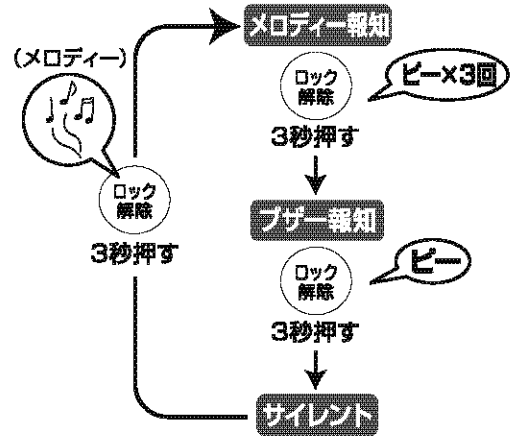 メロディー報知
(メロディー)
ロック
解除
ピー×3回
3秒押す
ロック
解除
3秒押す
ブザー報知
ロック
解除
ピー
3秒押す
サイレント